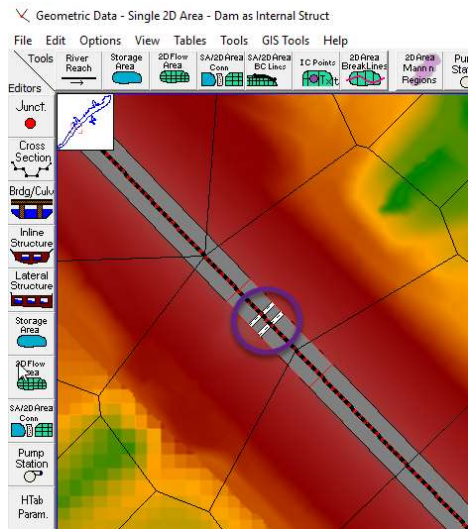 Geometric Data - Single 2D Area - Dam as Internal Struct
File Edit Options View Tables Tools GIS Tools Help
Tools
Editors
River
Reach
Storage
Area
2D Flow
Area
SA/2D Area
Conn
SA/2D Area
BC Lines
IC Points
2D Area
BreakLines
2D Area
Mann n
Regions
Pum
Stati
Junct.
Cross
Section
Brdg/Culv
Inline
Structure
Lateral
Structure
Storage
Area
2D Flow
SA/2D Area
Conn
Pump
Station
HTab
Param.